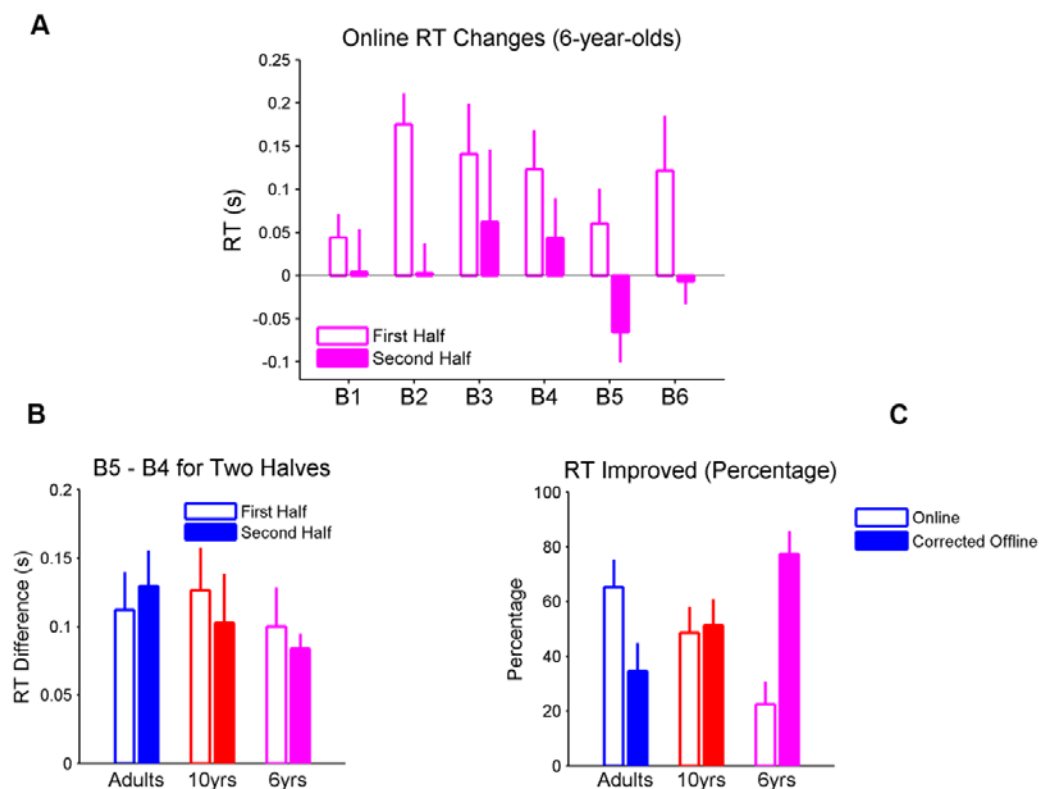 A
Online RT Changes (6-year-olds)
0.25
0.2
0.15
0.1
0.05
0
-0.05
-0.1
RT (s)
First Half
Second Half
B1 B2 B3 B4 B5 B6
B
C
B5 - B4 for Two Halves
0.2
0.15
0.1
0.05
0
RT Difference (s)
First Half
Second Half
Adults 10yrs 6yrs
RT Improved (Percentage)
100
80
60
40
20
0
Percentage
Online
Corrected Offline
Adults 10yrs 6yrs